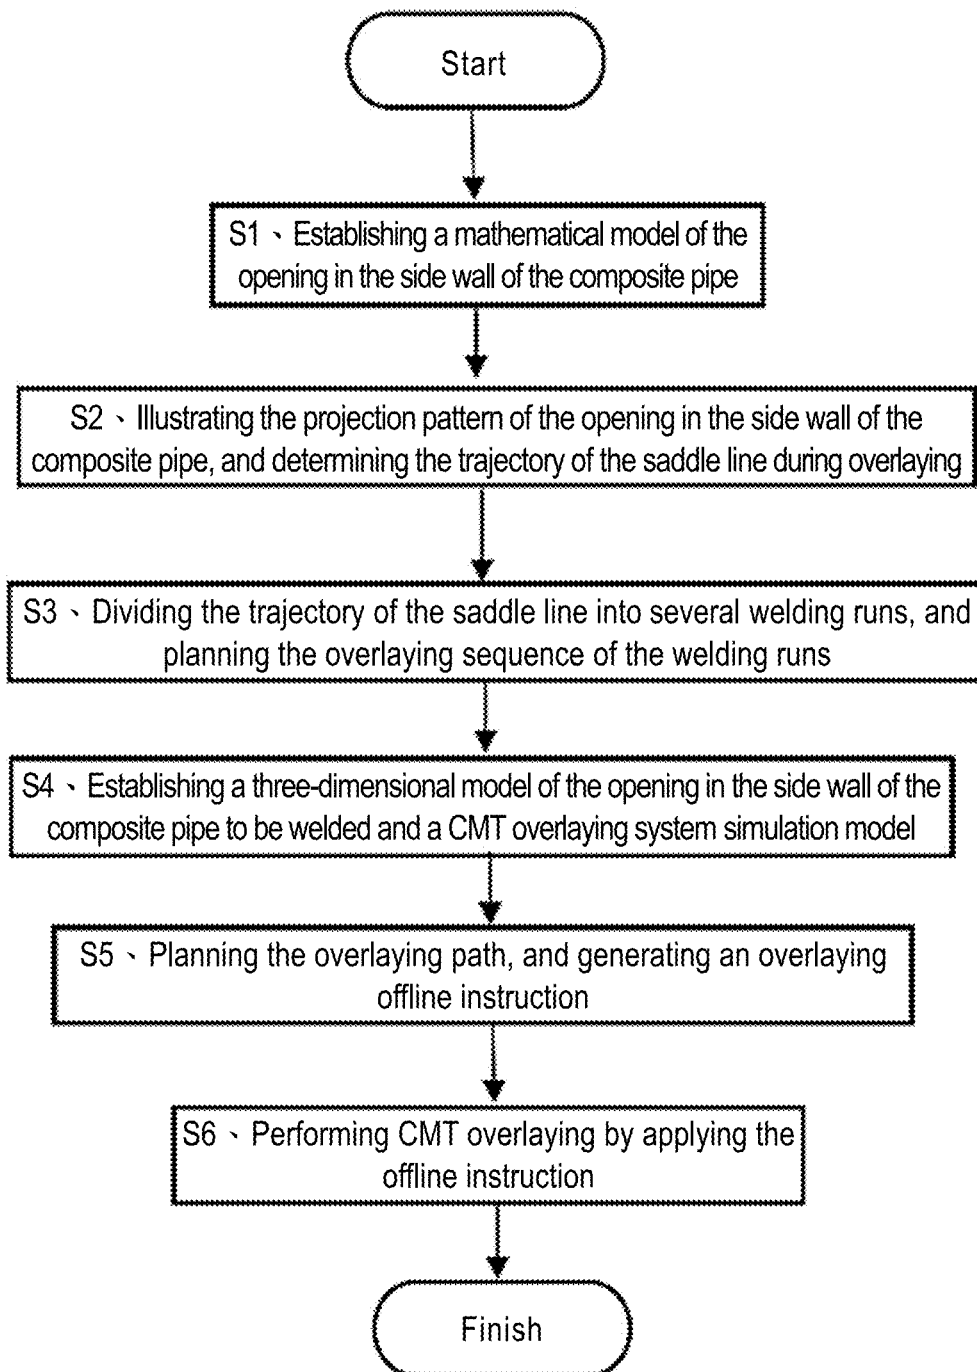 Start
S1、Establishing a mathematical model of the
opening in the side wall of the composite pipe
S2、Illustrating the projection pattern of the opening in the side wall of the
composite pipe, and determining the trajectory of the saddle line during overlaying
S3、Dividing the trajectory of the saddle line into several welding runs, and
planning the overlaying sequence of the welding runs
S4、Establishing a three-dimensional model of the opening in the side wall of the
composite pipe to be welded and a CMT overlaying system simulation model
S5、Planning the overlaying path, and generating an overlaying
offline instruction
S6、Performing CMT overlaying by applying the
offline instruction
Finish